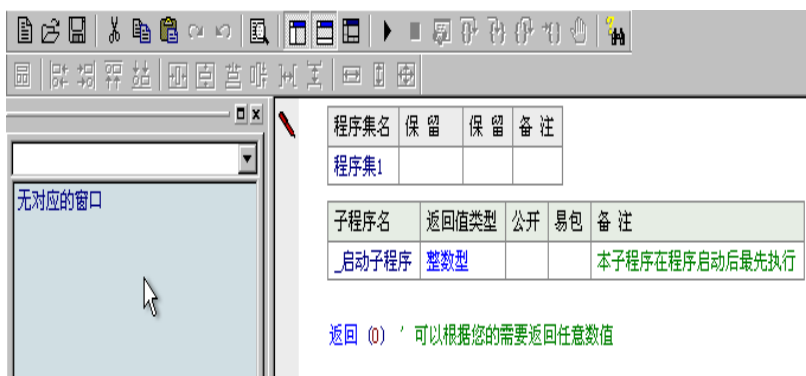 程序集名 保 留 保 留 备 注
程序集1
无对应的窗口
子程序名 返回值类型 公开 易包 备 注
_启动子程序 整数型 本子程序在程序启动后最先执行
返回 (0) ' 可以根据您的需要返回任意数值